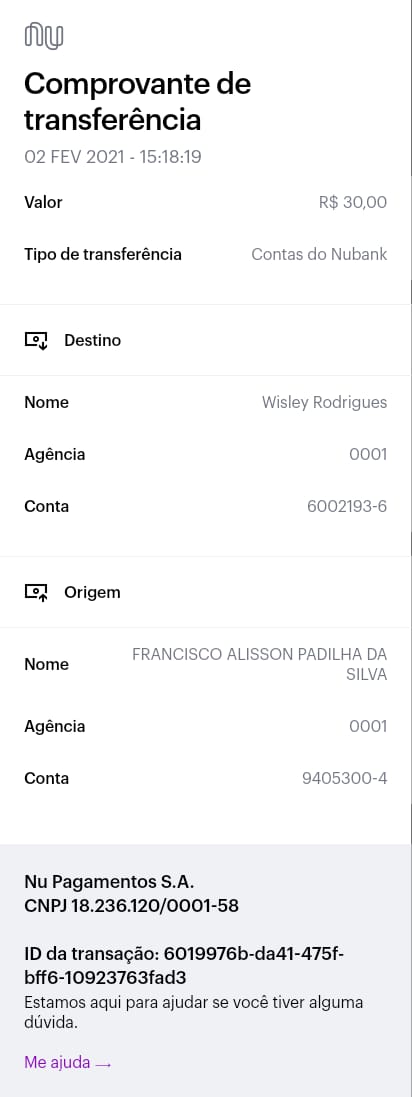 nu
Comprovante de
transferência
02 FEV 2021 - 15:18:19
Valor R$ 30,00
Tipo de transferência Contas do Nubank
Destino
Nome Wisley Rodrigues
Agência 0001
Conta 6002193-6
Origem
Nome FRANCISCO ALISSON PADILHA DA
SILVA
Agência 0001
Conta 9405300-4
Nu Pagamentos S.A.
CNPJ 18.236.120/0001-58
ID da transação: 6019976b-da41-475f-
bff6-10923763fad3
Estamos aqui para ajudar se você tiver alguma
dúvida.
Me ajuda →